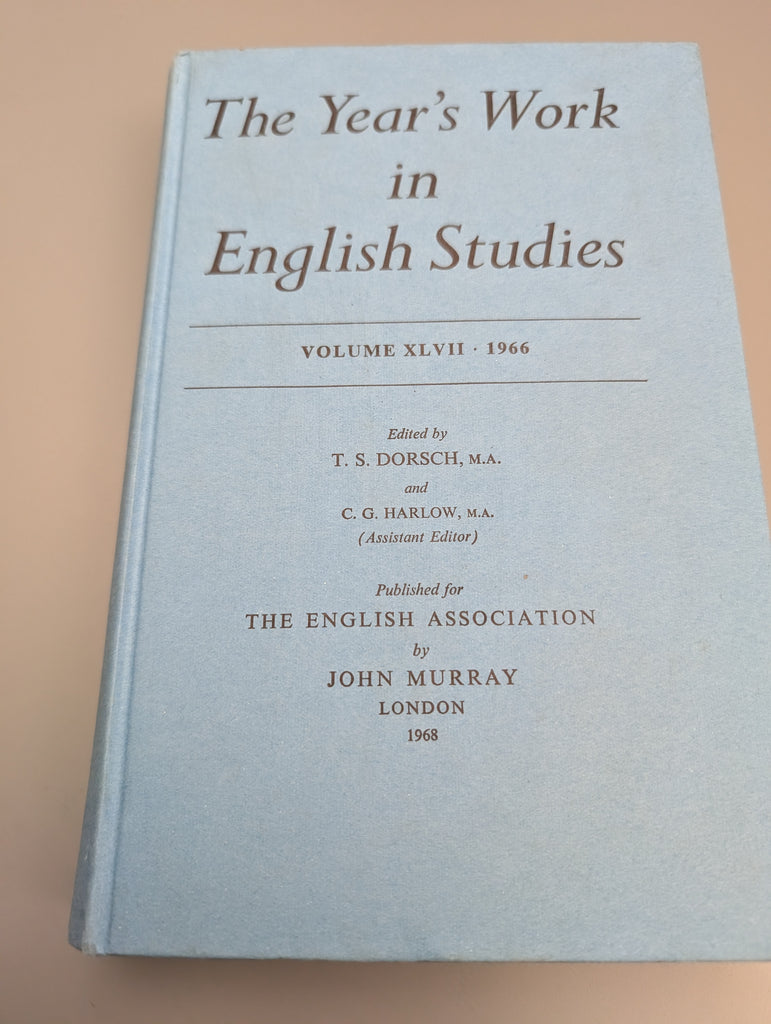 The Year's Work
in
English Studies
VOLUME XLVII · 1966
Edited by
T. S. DORSCH, M.A.
and
C. G. HARLOW, M.A.
(Assistant Editor)
Published for
THE ENGLISH ASSOCIATION
by
JOHN MURRAY
LONDON
1968